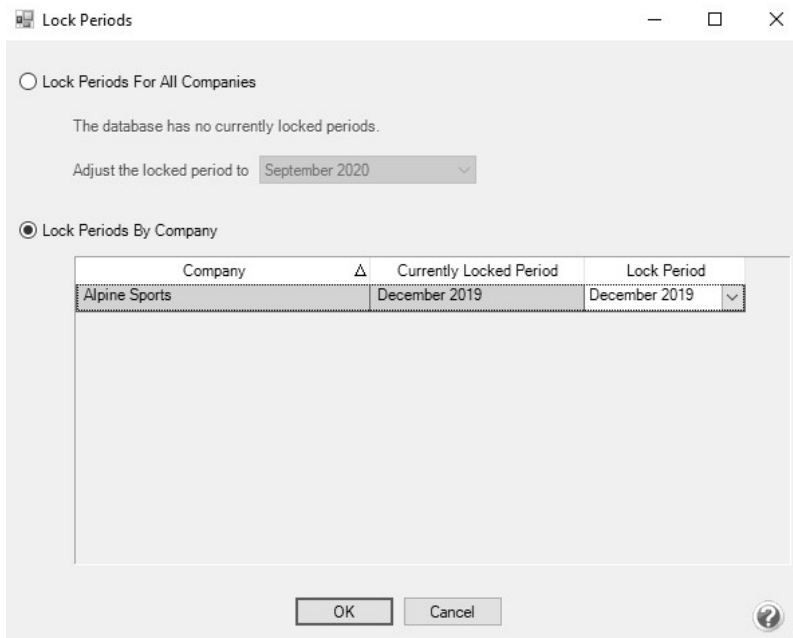 Lock Periods
Lock Periods For All Companies
The database has no currently locked periods.
Adjust the locked period to September 2020
Lock Periods By Company
Company Δ Currently Locked Period Lock Period
Alpine Sports December 2019 December 2019
OK Cancel
?